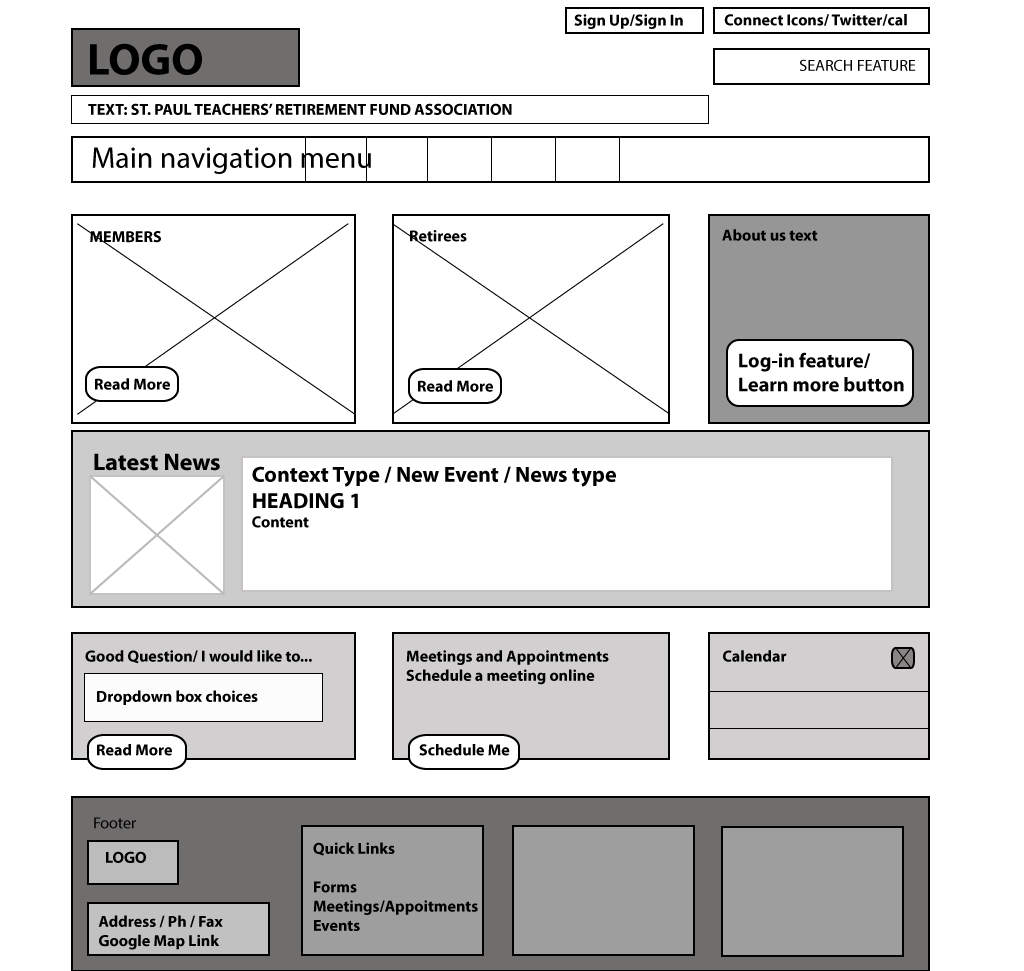 Sign Up/Sign In
Connect Icons/ Twitter/cal
LOGO
SEARCH FEATURE
TEXT: ST. PAUL TEACHERS’ RETIREMENT FUND ASSOCIATION
Main navigation menu
MEMBERS
Read More
Retirees
Read More
About us text
Log-in feature/
Learn more button
Latest News
Context Type / New Event / News type
HEADING 1
Content
Good Question/ I would like to...
Dropdown box choices
Read More
Meetings and Appointments
Schedule a meeting online
Schedule Me
Calendar
Footer
LOGO
Address / Ph / Fax
Google Map Link
Quick Links
Forms
Meetings/Appoitments
Events